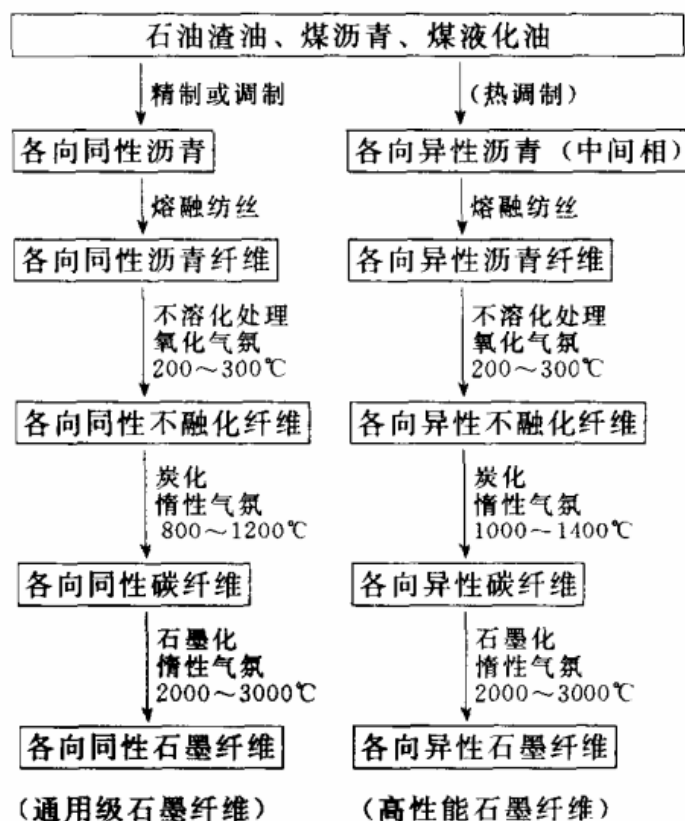 石油渣油、煤沥青、煤液化油
精制或调制
(热调制)
各向同性沥青
各向异性沥青(中间相)
熔融纺丝
熔融纺丝
各向同性沥青纤维
各向异性沥青纤维
不溶化处理
氧化气氛
200～300℃
不溶化处理
氧化气氛
200～300℃
各向同性不融化纤维
各向异性不融化纤维
炭化
惰性气氛
800～1200℃
炭化
惰性气氛
1000～1400℃
各向同性碳纤维
各向异性碳纤维
石墨化
惰性气氛
2000～3000℃
石墨化
惰性气氛
2000～3000℃
各向同性石墨纤维
各向异性石墨纤维
(通用级石墨纤维)
(高性能石墨纤维)